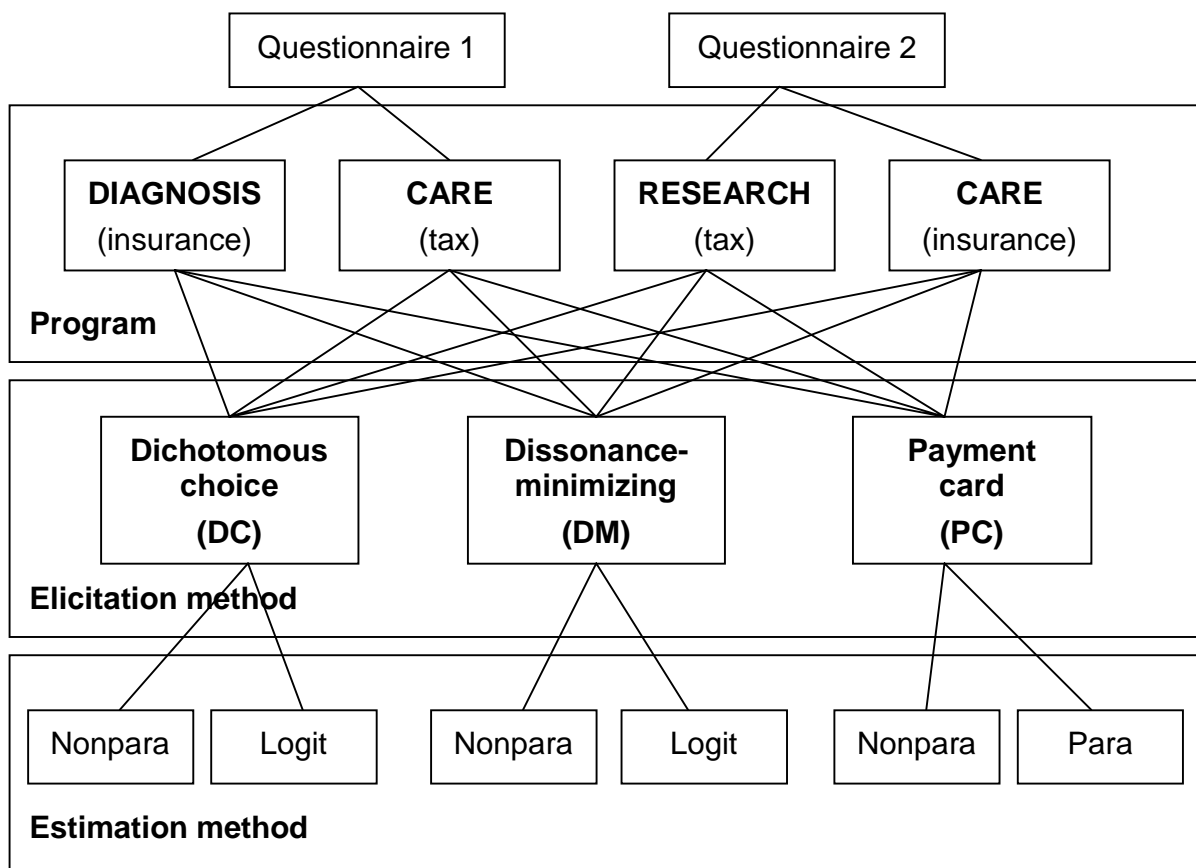 Questionnaire 1
Questionnaire 2
DIAGNOSIS
(insurance)
CARE
(tax)
RESEARCH
(tax)
CARE
(insurance)
Program
Dichotomous
choice
(DC)
Dissonance-
minimizing
(DM)
Payment
card
(PC)
Elicitation method
Nonpara
Logit
Nonpara
Logit
Nonpara
Para
Estimation method